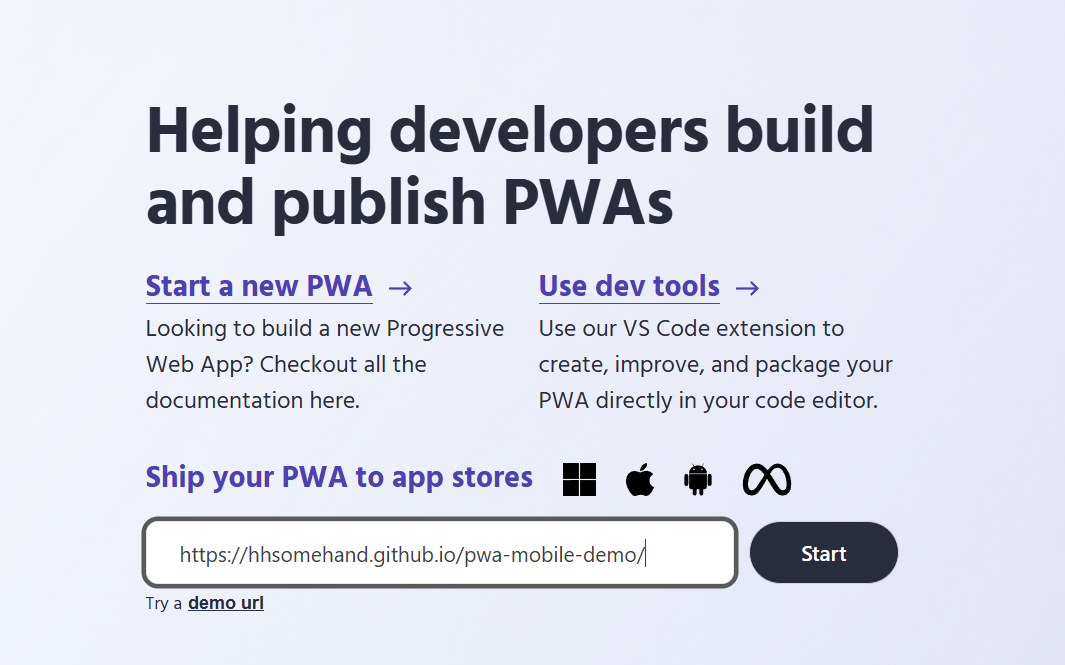 Helping developers build
and publish PWAs
Start a new PWA →
Looking to build a new Progressive
Web App? Checkout all the
documentation here.
Use dev tools →
Use our VS Code extension to
create, improve, and package your
PWA directly in your code editor.
Ship your PWA to app stores
https://hhsomehand.github.io/pwa-mobile-demo/
Start
Try a demo url